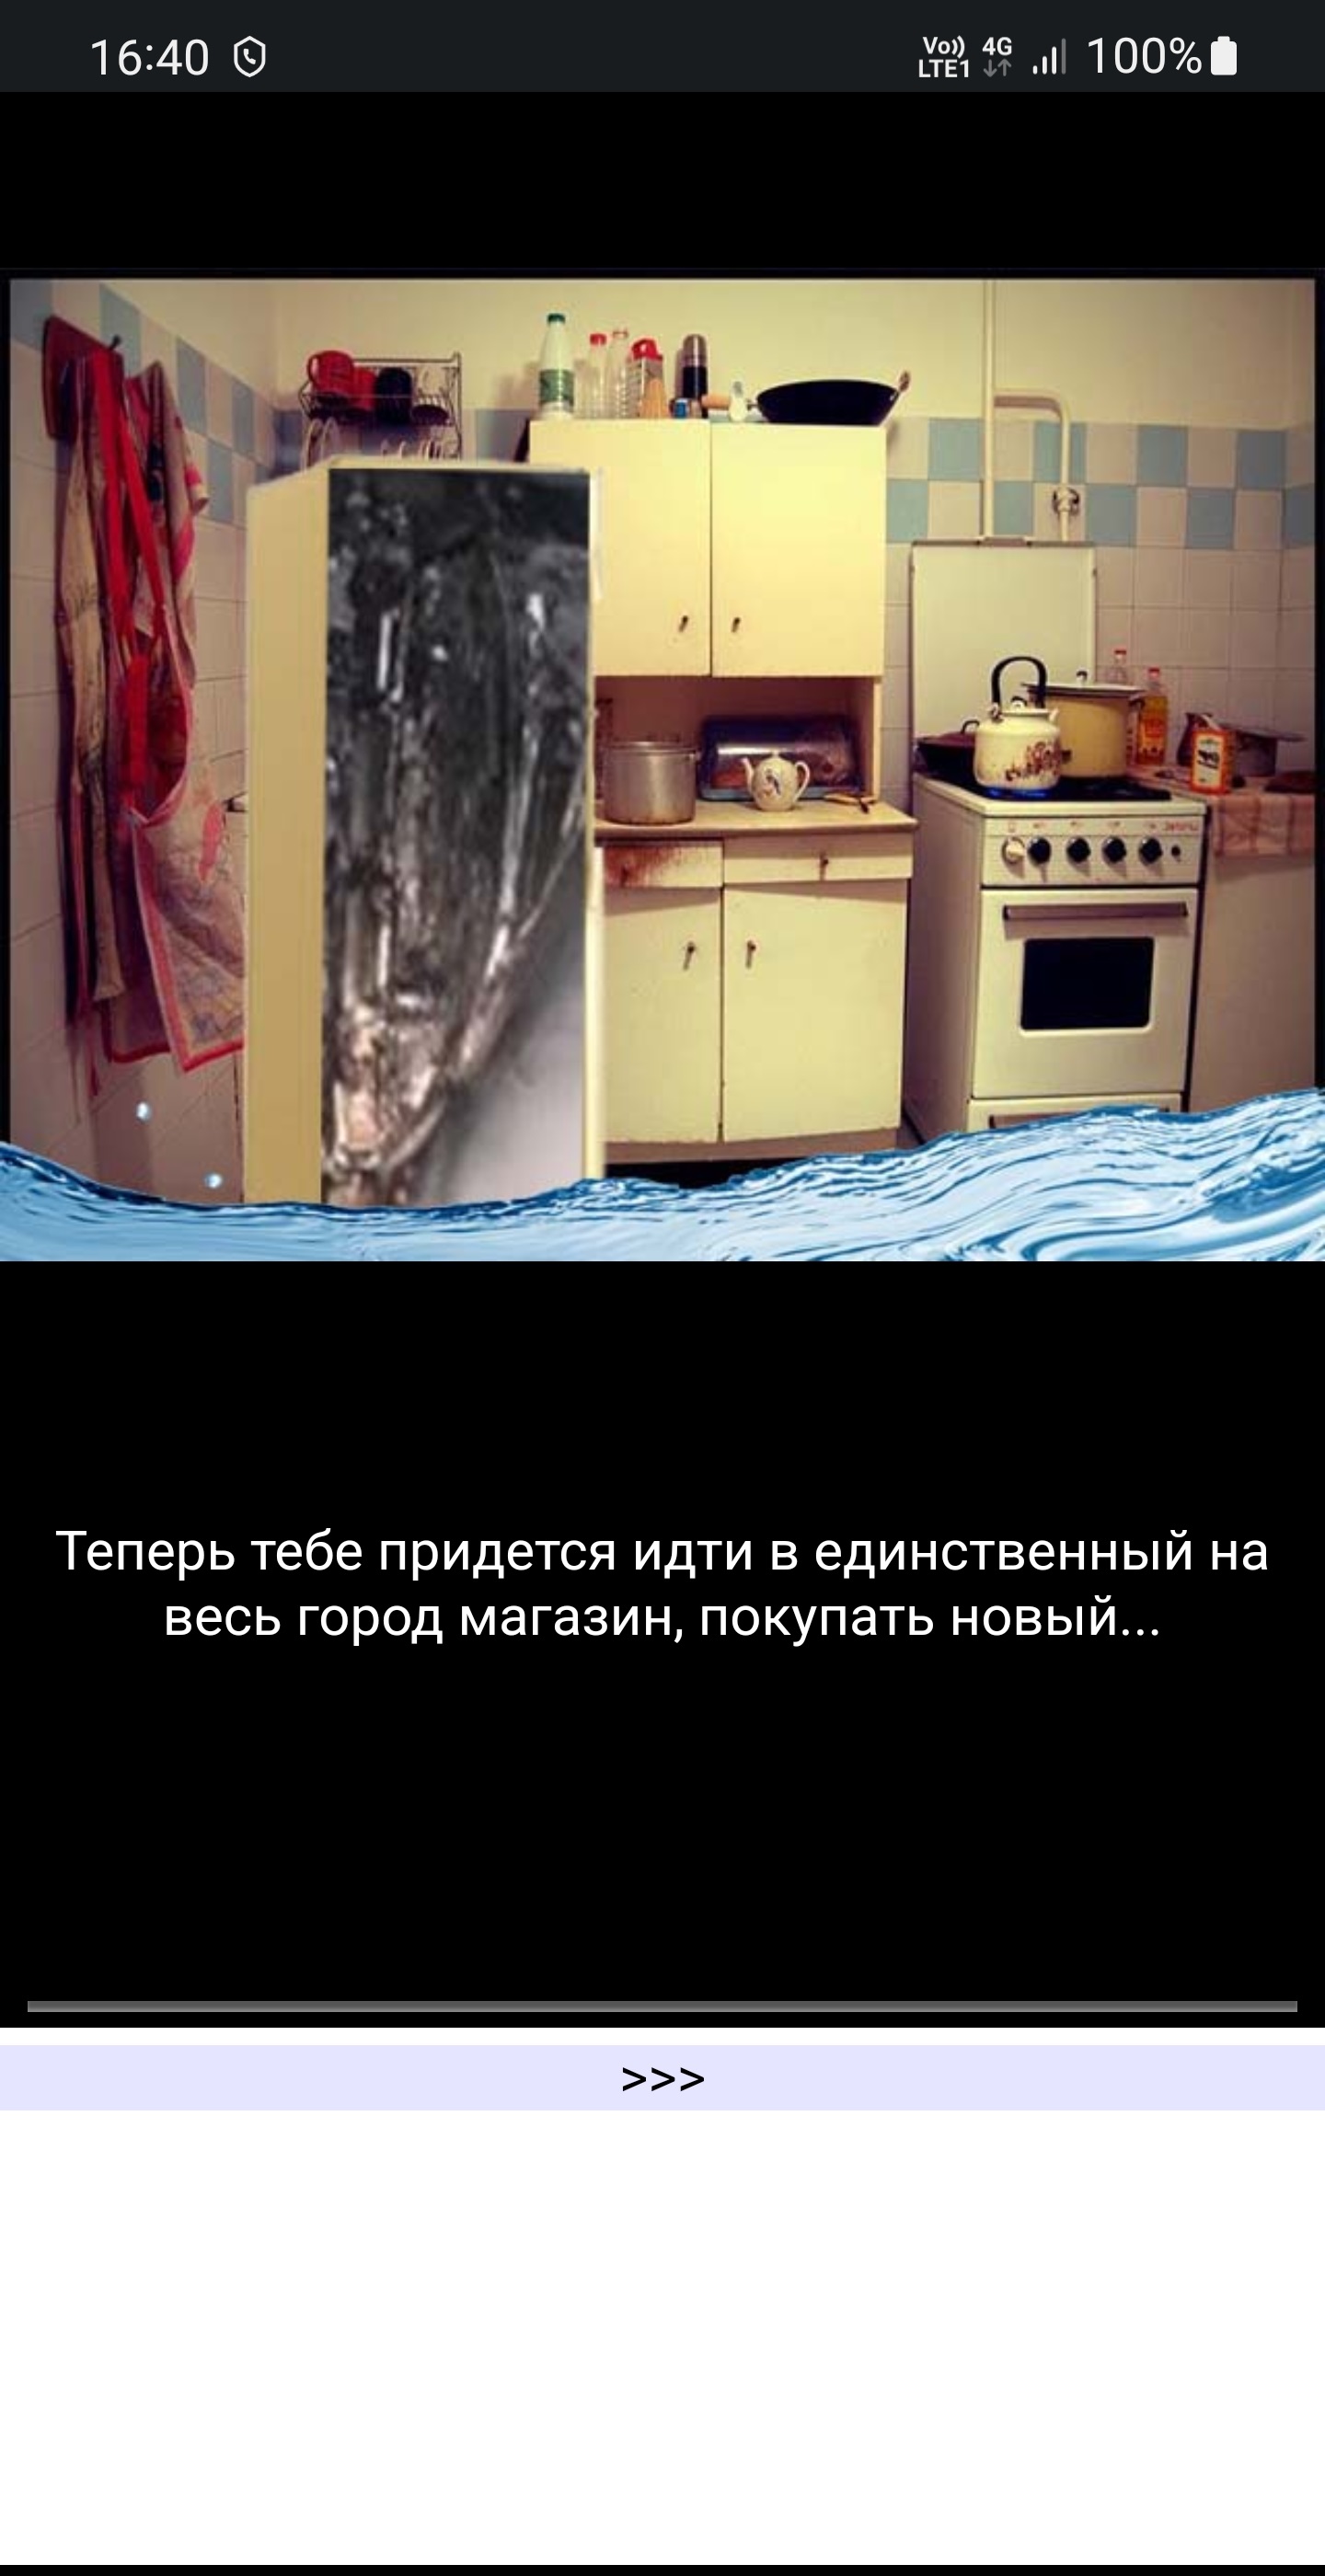 16:40
Vo)) 4G 100%
LTE1
Теперь тебе придется идти в единственный на
весь город магазин, покупать новый...
>>>